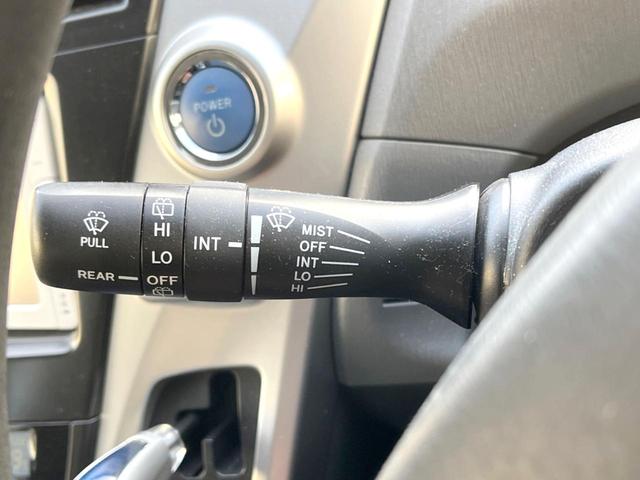 POWER
PULL
REAR
HI
LO
OFF
INT
MIST
OFF
INT
LO
HI